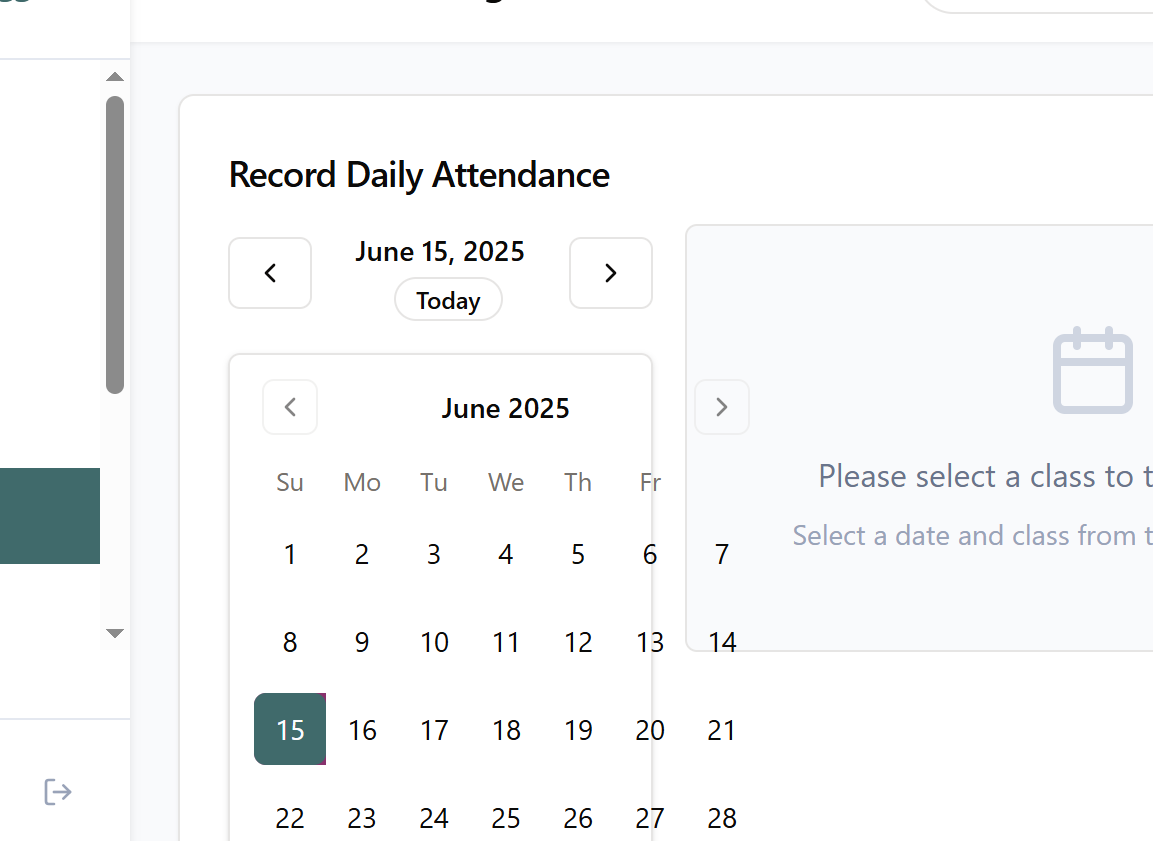 Record Daily Attendance
June 15, 2025
Today
June 2025
Su Mo Tu We Th Fr
1 2 3 4 5 6 7
8 9 10 11 12 13 14
15 16 17 18 19 20 21
22 23 24 25 26 27 28
Please select a class to t
Select a date and class from t